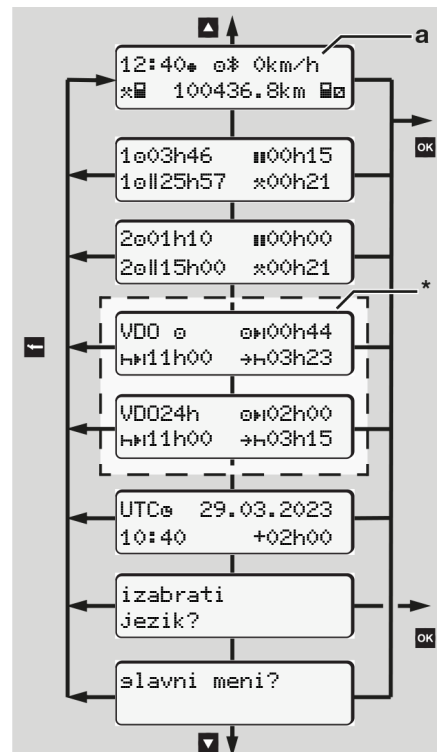 a
12:40 0km/h
100436.8km
OK
1 03h46 00h15
1 25h57 00h21
2 01h10 00h00
2 15h00 00h21
*
VDO 00h44
11h00 03h23
VDO24h 02h00
11h00 03h15
UTC 29.03.2023
10:40 +02h00
izabrati
jezik?
OK
glavni meni?